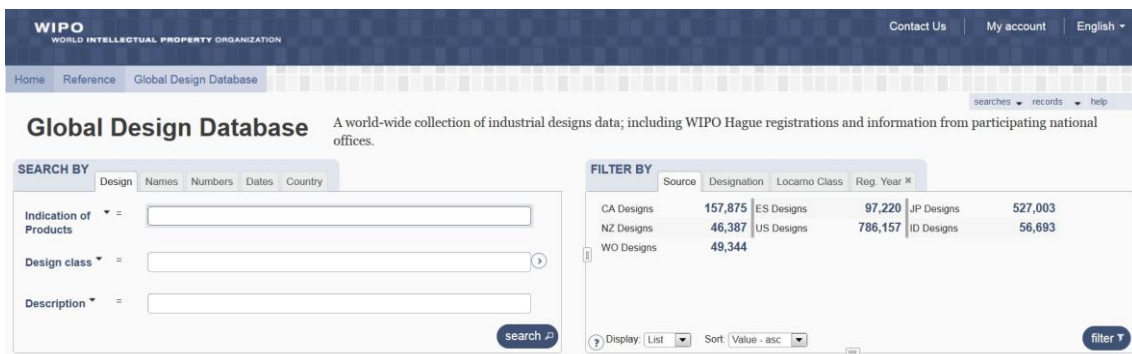 WIPO
WORLD INTELLECTUAL PROPERTY ORGANIZATION
Contact Us My account English
Home Reference Global Design Database
searches records help
Global Design Database
A world-wide collection of industrial designs data; including WIPO Hague registrations and information from participating national
offices.
SEARCH BY
Design Names Numbers Dates Country
Indication of
Products =
Design class =
Description =
search
FILTER BY
Source Designation Locarno Class Reg. Year
CA Designs 157,875 ES Designs 97,220 JP Designs 527,003
NZ Designs 46,387 US Designs 786,157 ID Designs 56,693
WO Designs 49,344
? Display: List Sort: Value - asc
filter